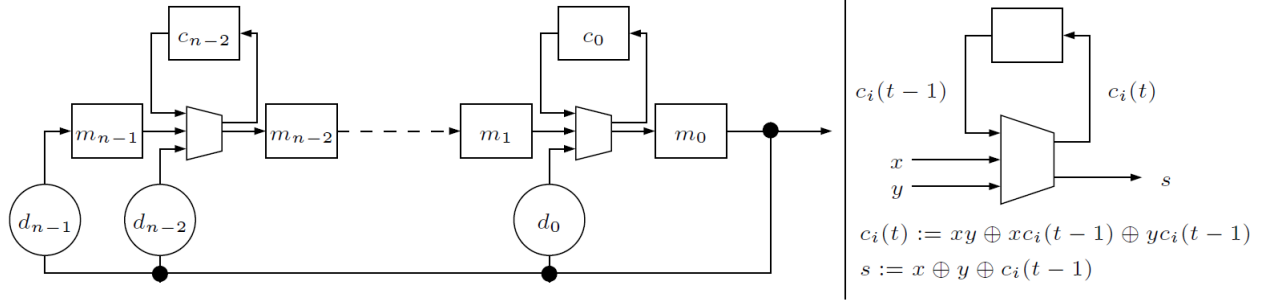 c_{n-2}
c_0
m_{n-1}
m_{n-2}
m_1
m_0
d_{n-1}
d_{n-2}
d_0
c_i(t − 1)
c_i(t)
x
y
s
c_i(t) := xy ⊕ xc_i(t − 1) ⊕ yc_i(t − 1)
s := x ⊕ y ⊕ c_i(t − 1)